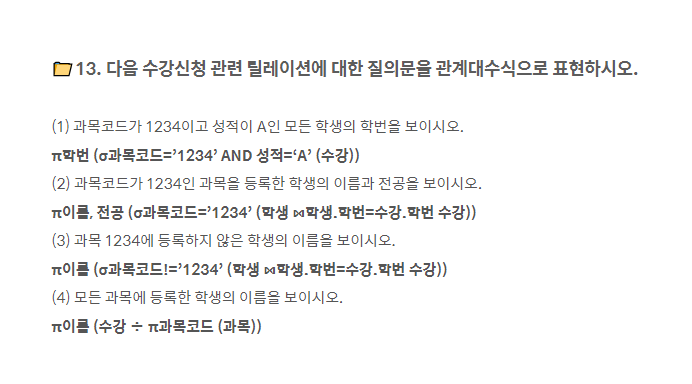 13. 다음 수강신청 관련 틸레이션에 대한 질의문을 관계대수식으로 표현하시오.
(1) 과목코드가 1234이고 성적이 A인 모든 학생의 학번을 보이시오.
π학번 (σ과목코드=’1234’ AND 성적=‘A’ (수강))
(2) 과목코드가 1234인 과목을 등록한 학생의 이름과 전공을 보이시오.
π이름, 전공 (σ과목코드=’1234’ (학생 ⋈학생.학번=수강.학번 수강))
(3) 과목 1234에 등록하지 않은 학생의 이름을 보이시오.
π이름 (σ과목코드!=’1234’ (학생 ⋈학생.학번=수강.학번 수강))
(4) 모든 과목에 등록한 학생의 이름을 보이시오.
π이름 (수강 ÷ π과목코드 (과목))